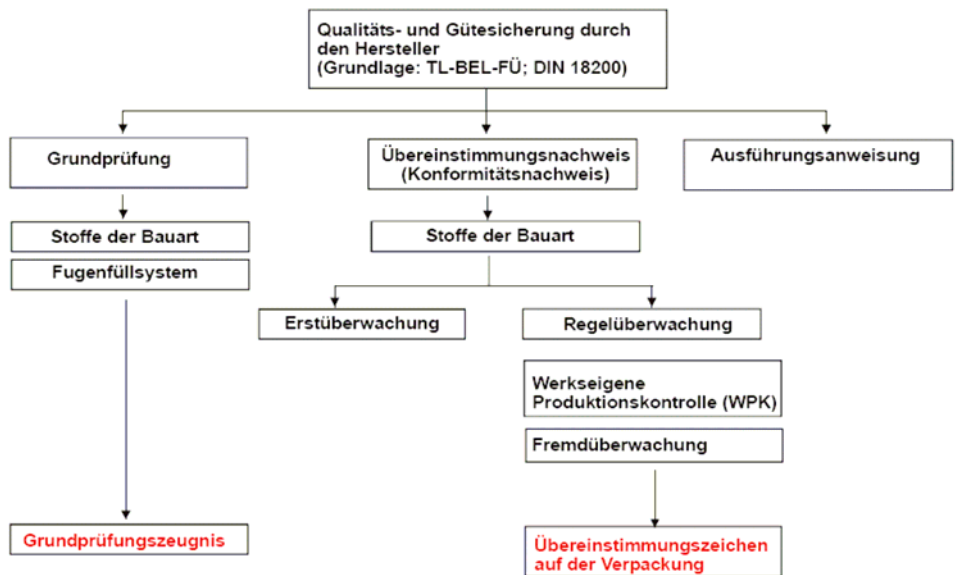 Qualitäts- und Gütesicherung durch
den Hersteller
(Grundlage: TL-BEL-FÜ; DIN 18200)
Grundprüfung
Übereinstimmungsnachweis
(Konformitätsnachweis)
Ausführungsanweisung
Stoffe der Bauart
Fugenfüllsystem
Stoffe der Bauart
Erstüberwachung
Regelüberwachung
Werkseigene
Produktionskontrolle (WPK)
Fremdüberwachung
Grundprüfungszeugnis
Übereinstimmungszeichen
auf der Verpackung